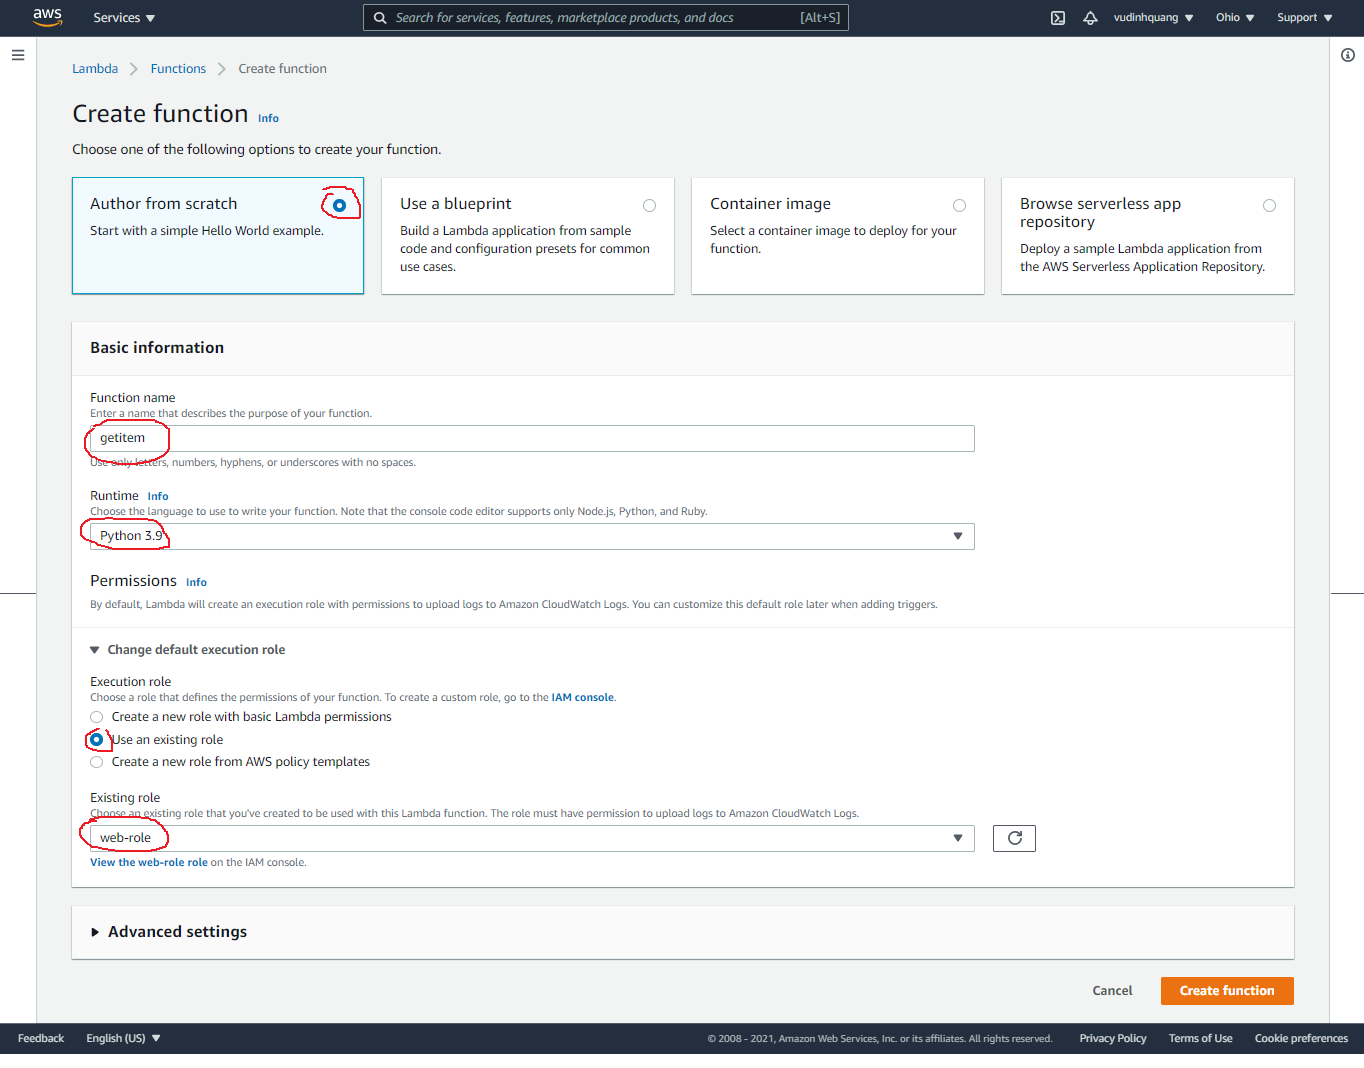 aws
Services
Search for services, features, marketplace products, and docs [Alt+S]
vudinhquang
Ohio
Support
Lambda
Functions
Create function
Create function Info
Choose one of the following options to create your function.
Author from scratch
Start with a simple Hello World example.
Use a blueprint
Build a Lambda application from sample
code and configuration presets for common
use cases.
Container image
Select a container image to deploy for your
function.
Browse serverless app
repository
Deploy a sample Lambda application from
the AWS Serverless Application Repository.
Basic information
Function name
Enter a name that describes the purpose of your function.
getitem
Use only letters, numbers, hyphens, or underscores with no spaces.
Runtime Info
Choose the language to use to write your function. Note that the console code editor supports only Node.js, Python, and Ruby.
Python 3.9
Permissions Info
By default, Lambda will create an execution role with permissions to upload logs to Amazon CloudWatch Logs. You can customize this default role later when adding triggers.
Change default execution role
Execution role
Choose a role that defines the permissions of your function. To create a custom role, go to the IAM console.
Create a new role with basic Lambda permissions
Use an existing role
Create a new role from AWS policy templates
Existing role
Choose an existing role that you've created to be used with this Lambda function. The role must have permission to upload logs to Amazon CloudWatch Logs.
web-role
View the web-role role on the IAM console.
Advanced settings
Cancel
Create function
Feedback
English (US)
© 2008 - 2021, Amazon Web Services, Inc. or its affiliates. All rights reserved.
Privacy Policy
Terms of Use
Cookie preferences